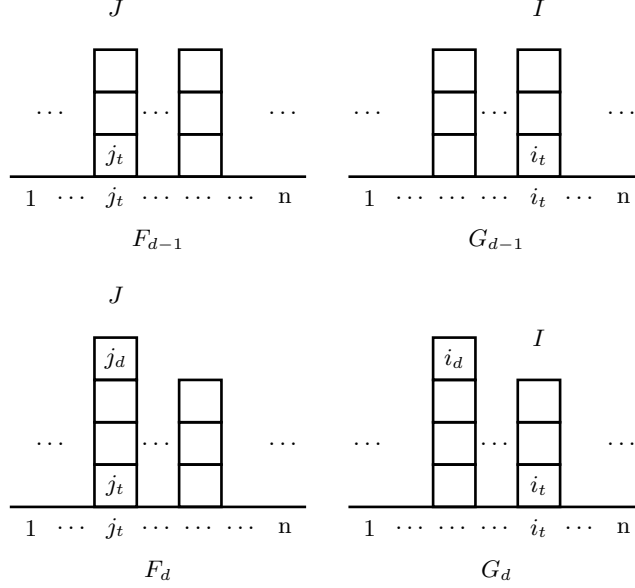 J I
⋯ ⋯ ⋯ ⋯ ⋯ ⋯
j_t i_t
1 ⋯ j_t ⋯ ⋯ ⋯ n 1 ⋯ ⋯ ⋯ i_t ⋯ n
F_{d−1} G_{d−1}
J
I
j_d i_d
⋯ ⋯ ⋯ ⋯ ⋯ ⋯
j_t i_t
1 ⋯ j_t ⋯ ⋯ ⋯ n 1 ⋯ ⋯ ⋯ i_t ⋯ n
F_d G_d